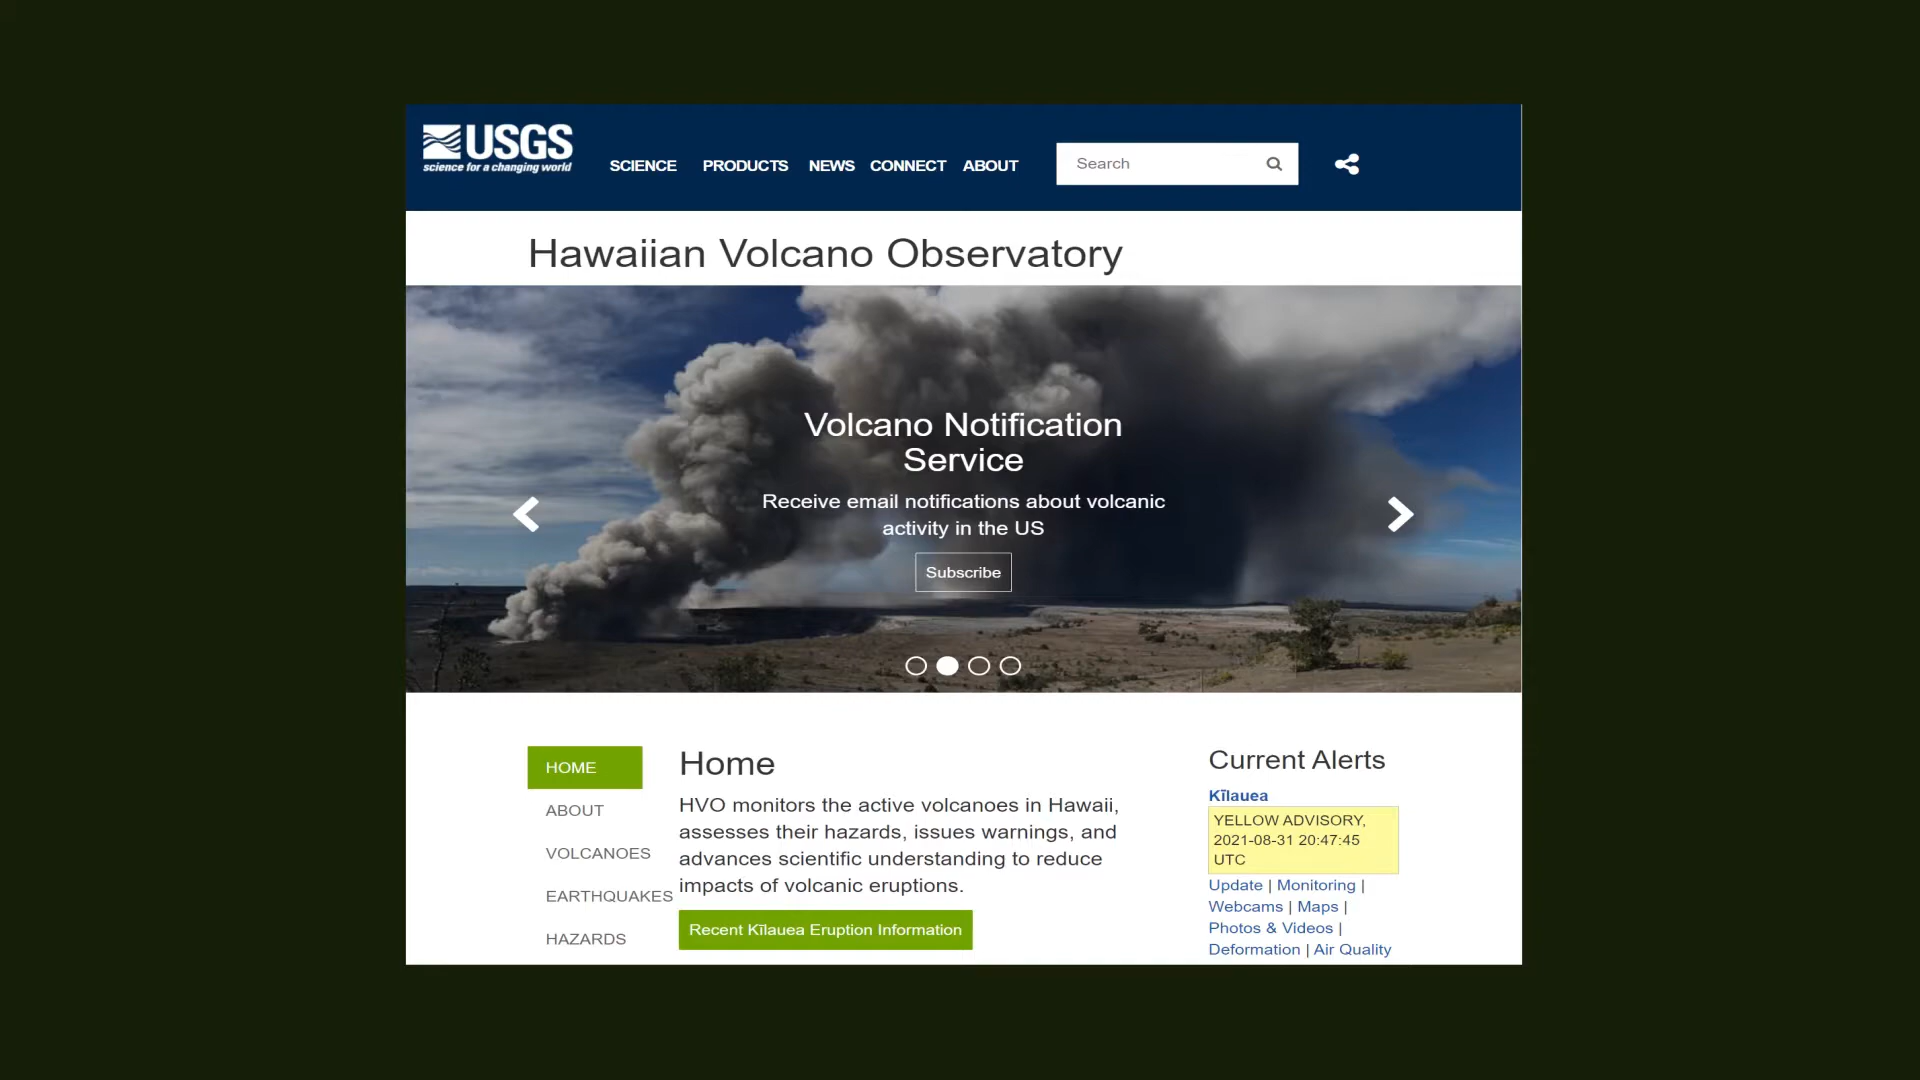 USGS
science for a changing world
SCIENCE PRODUCTS NEWS CONNECT ABOUT
Search
Hawaiian Volcano Observatory
Volcano Notification
Service
Receive email notifications about volcanic
activity in the US
Subscribe
HOME
ABOUT
VOLCANOES
EARTHQUAKES
HAZARDS
Home
HVO monitors the active volcanoes in Hawaii,
assesses their hazards, issues warnings, and
advances scientific understanding to reduce
impacts of volcanic eruptions.
Recent Kīlauea Eruption Information
Current Alerts
Kīlauea
YELLOW ADVISORY,
2021-08-31 20:47:45
UTC
Update | Monitoring |
Webcams | Maps |
Photos & Videos |
Deformation | Air Quality